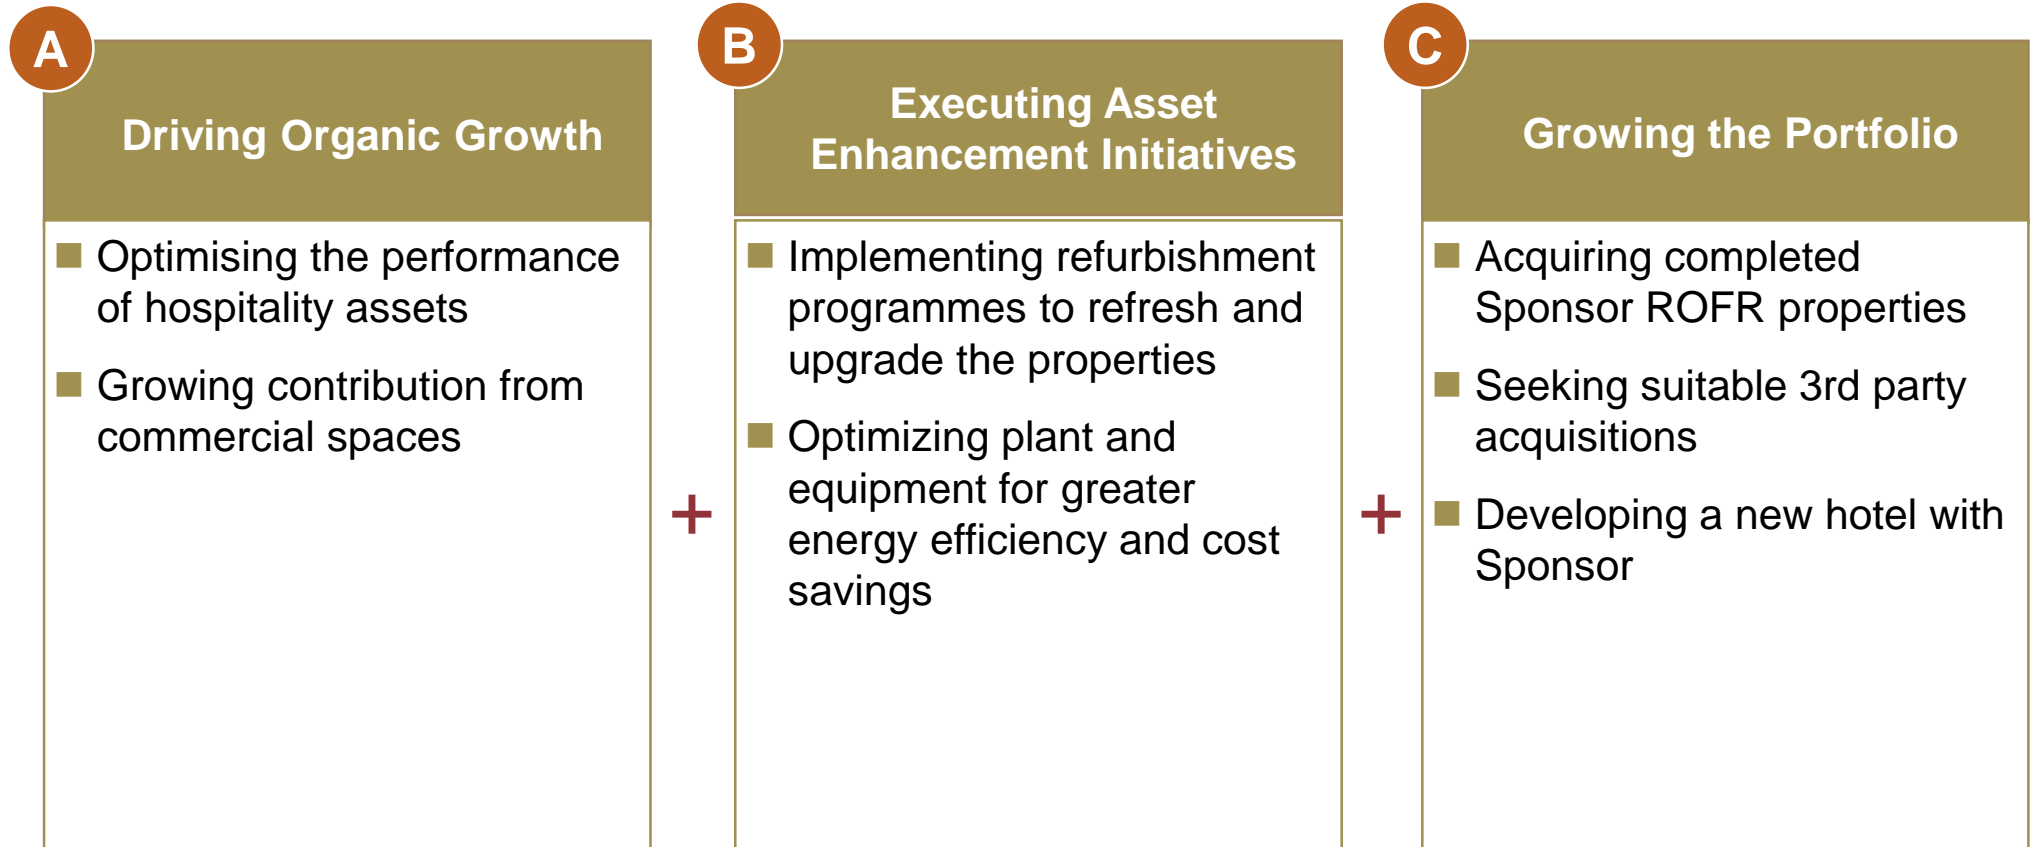 A
Driving Organic Growth
Optimising the performance
of hospitality assets
Growing contribution from
commercial spaces
+
B
Executing Asset
Enhancement Initiatives
Implementing refurbishment
programmes to refresh and
upgrade the properties
Optimizing plant and
equipment for greater
energy efficiency and cost
savings
+
C
Growing the Portfolio
Acquiring completed
Sponsor ROFR properties
Seeking suitable 3rd party
acquisitions
Developing a new hotel with
Sponsor